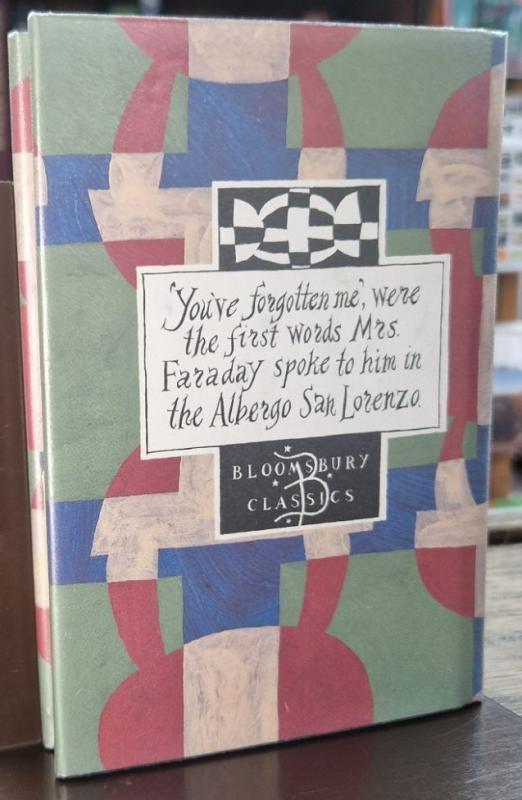 'You've forgotten me', were
the first words Mrs.
Faraday spoke to him in
the Albergo San Lorenzo.
BLOOMSBURY
CLASSICS